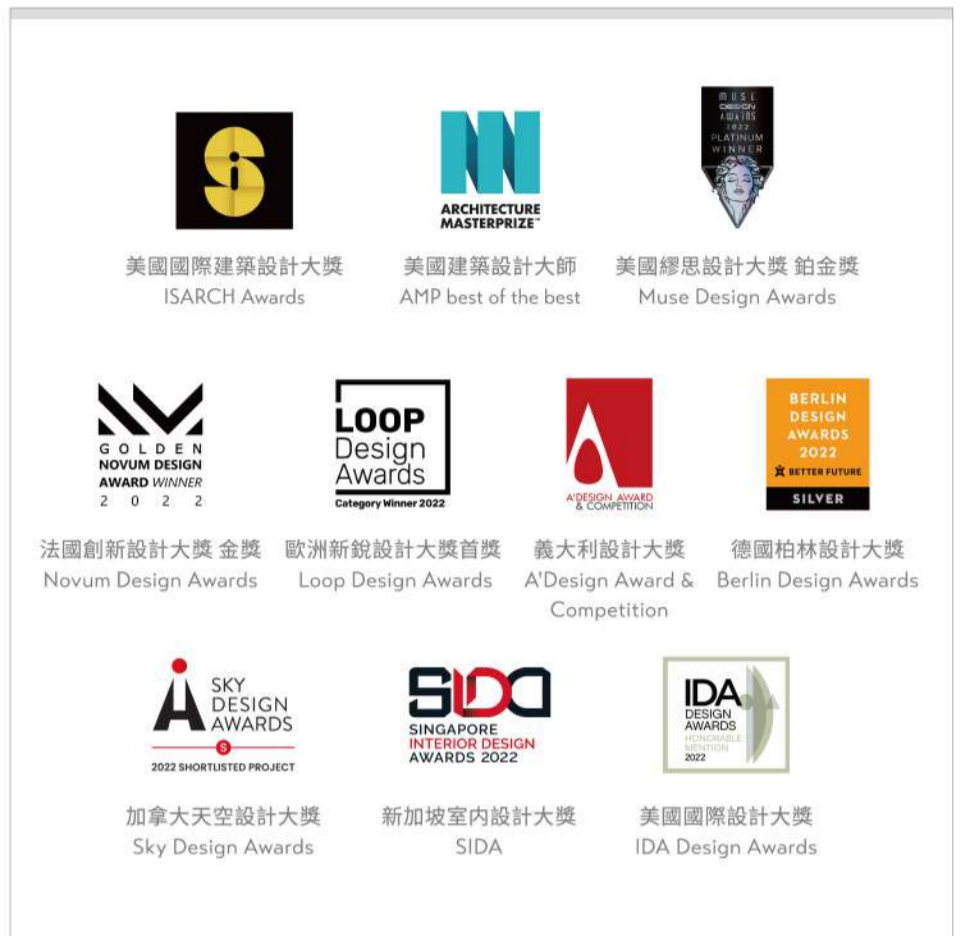 Si
ARCHITECTURE
MASTERPRIZE™
MUSE
DESIGN
AWARDS
2022
PLATINUM
WINNER
美國國際建築設計大獎
ISARCH Awards
美國建築設計大師
AMP best of the best
美國繆思設計大獎 鉑金獎
Muse Design Awards
GOLDEN
NOVUM DESIGN
AWARD WINNER
2022
LOOP
Design
Awards
Category Winner 2022
A'DESIGN AWARD
& COMPETITION
BERLIN
DESIGN
AWARDS
2022
BETTER FUTURE
SILVER
法國創新設計大獎 金獎
Novum Design Awards
歐洲新銳設計大獎首獎
Loop Design Awards
義大利設計大獎
A'Design Award &
Competition
德國柏林設計大獎
Berlin Design Awards
SKY
DESIGN
AWARDS
S
2022 SHORTLISTED PROJECT
SIDA
SINGAPORE
INTERIOR DESIGN
AWARDS 2022
IDA
DESIGN
AWARDS
HONORABLE
MENTION
2022
加拿大天空設計大獎
Sky Design Awards
新加坡室內設計大獎
SIDA
美國國際設計大獎
IDA Design Awards